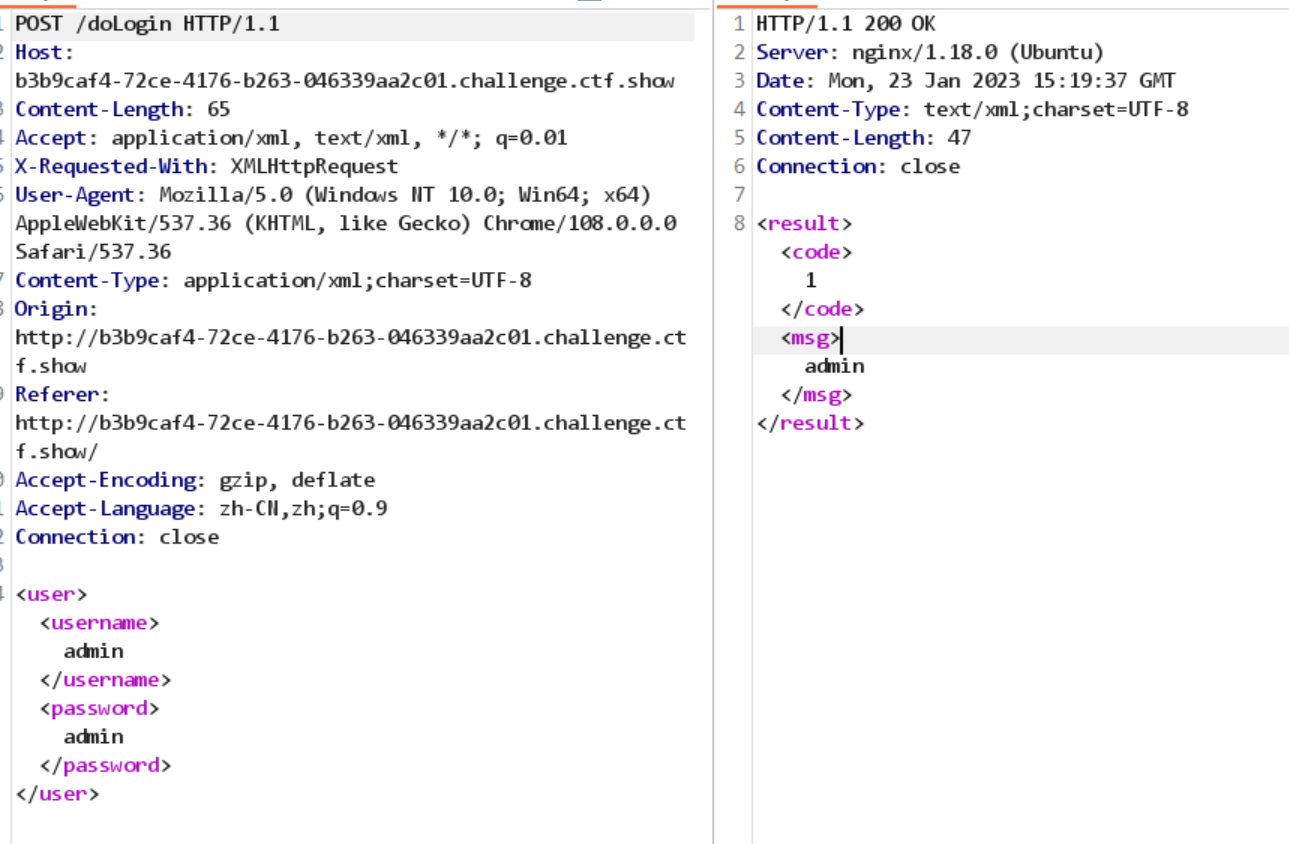 POST /doLogin HTTP/1.1
Host:
b3b9caf4-72ce-4176-b263-046339aa2c01.challenge.ctf.show
Content-Length: 65
Accept: application/xml, text/xml, */*; q=0.01
X-Requested-With: XMLHttpRequest
User-Agent: Mozilla/5.0 (Windows NT 10.0; Win64; x64)
AppleWebKit/537.36 (KHTML, like Gecko) Chrome/108.0.0.0
Safari/537.36
Content-Type: application/xml;charset=UTF-8
Origin:
http://b3b9caf4-72ce-4176-b263-046339aa2c01.challenge.ct
f.show
Referer:
http://b3b9caf4-72ce-4176-b263-046339aa2c01.challenge.ct
f.show/
Accept-Encoding: gzip, deflate
Accept-Language: zh-CN,zh;q=0.9
Connection: close
<user>
<username>
admin
</username>
<password>
admin
</password>
</user>
1 HTTP/1.1 200 OK
2 Server: nginx/1.18.0 (Ubuntu)
3 Date: Mon, 23 Jan 2023 15:19:37 GMT
4 Content-Type: text/xml;charset=UTF-8
5 Content-Length: 47
6 Connection: close
7
8 <result>
<code>
1
</code>
<msg>
admin
</msg>
</result>